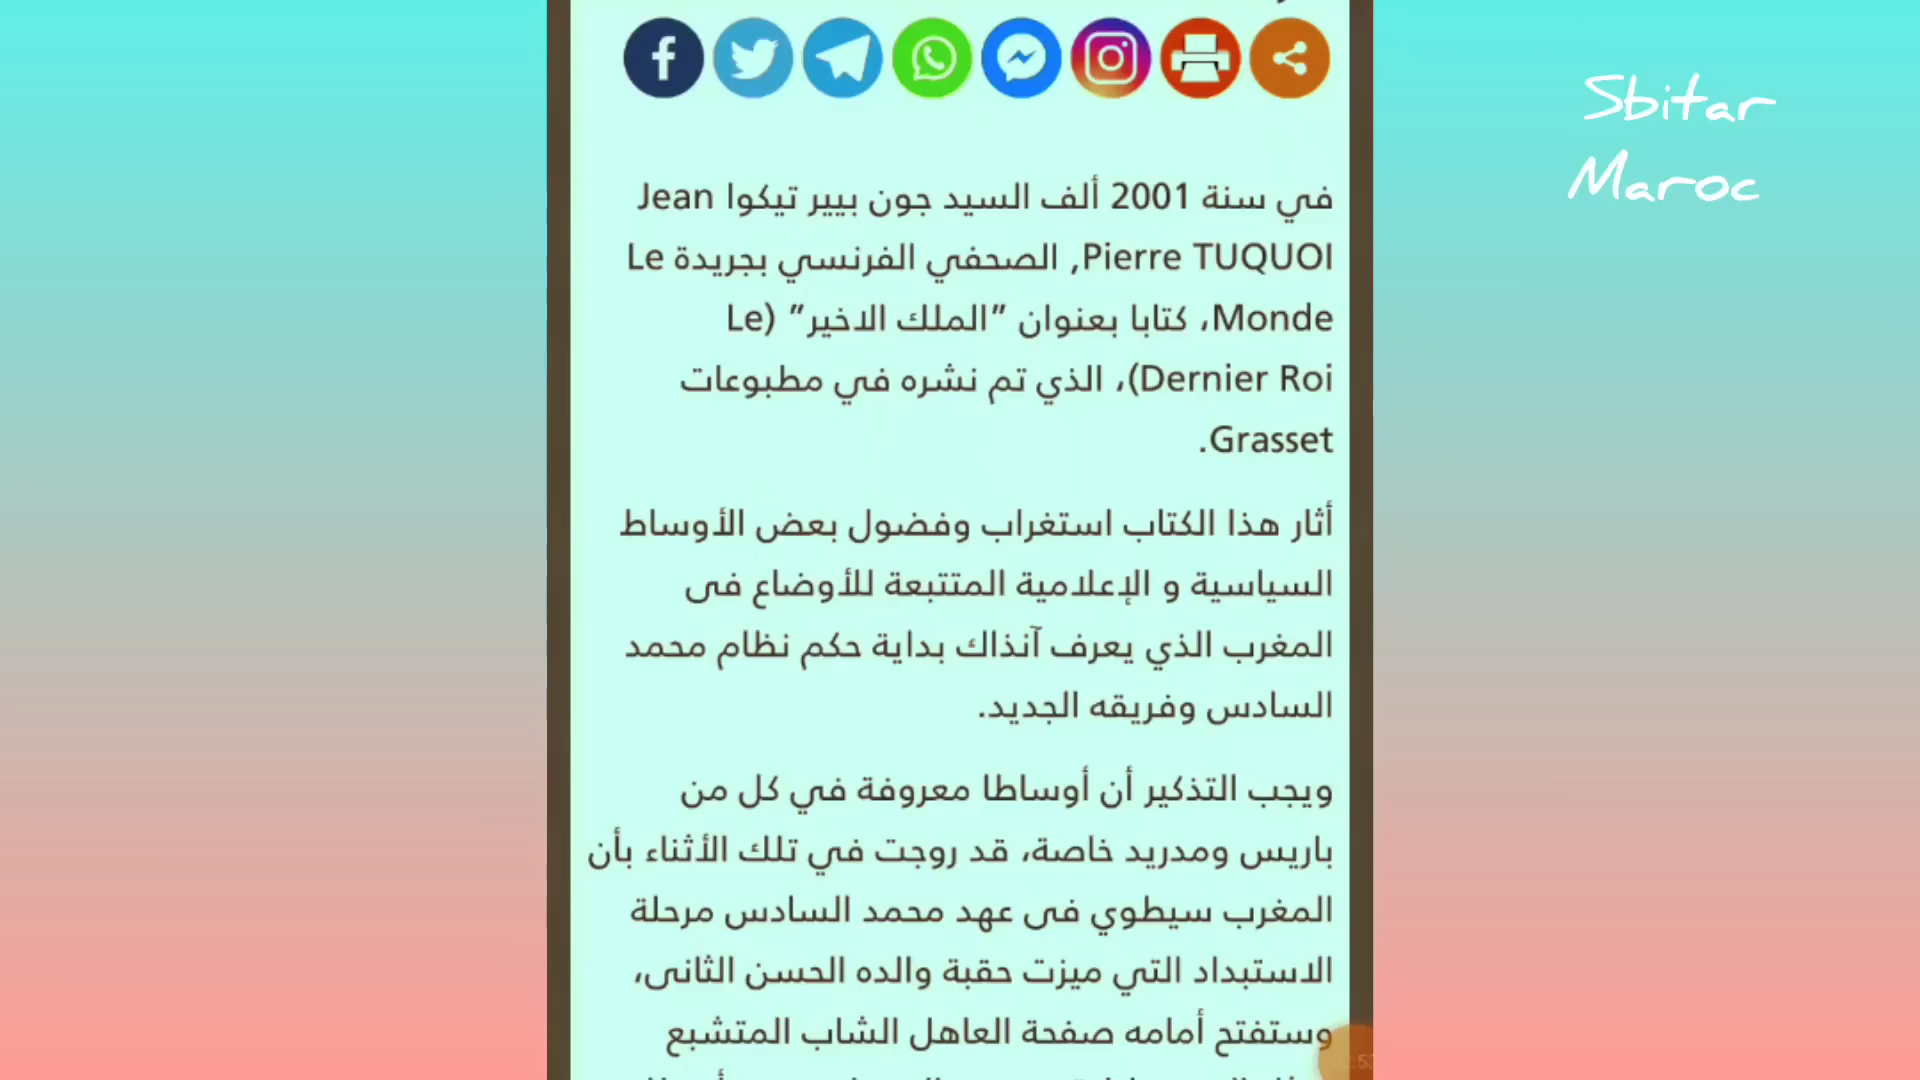 Sbitar
Maroc
في سنة 2001 ألف السيد جون بيير تيكوا Jean
Pierre TUQUOI, الصحفي الفرنسي بجريدة Le
Monde، كتابا بعنوان ”الملك الاخير” (Le
Dernier Roi)، الذي تم نشره في مطبوعات
Grasset.
أثار هذا الكتاب استغراب وفضول بعض الأوساط
السياسية و الإعلامية المتتبعة للأوضاع فى
المغرب الذي يعرف آنذاك بداية حكم نظام محمد
السادس وفريقه الجديد.
ويجب التذكير أن أوساطا معروفة في كل من
باريس ومدريد خاصة، قد روجت في تلك الأثناء بأن
المغرب سيطوي فى عهد محمد السادس مرحلة
الاستبداد التي ميزت حقبة والده الحسن الثانى،
وستفتح أمامه صفحة العاهل الشاب المتشبع